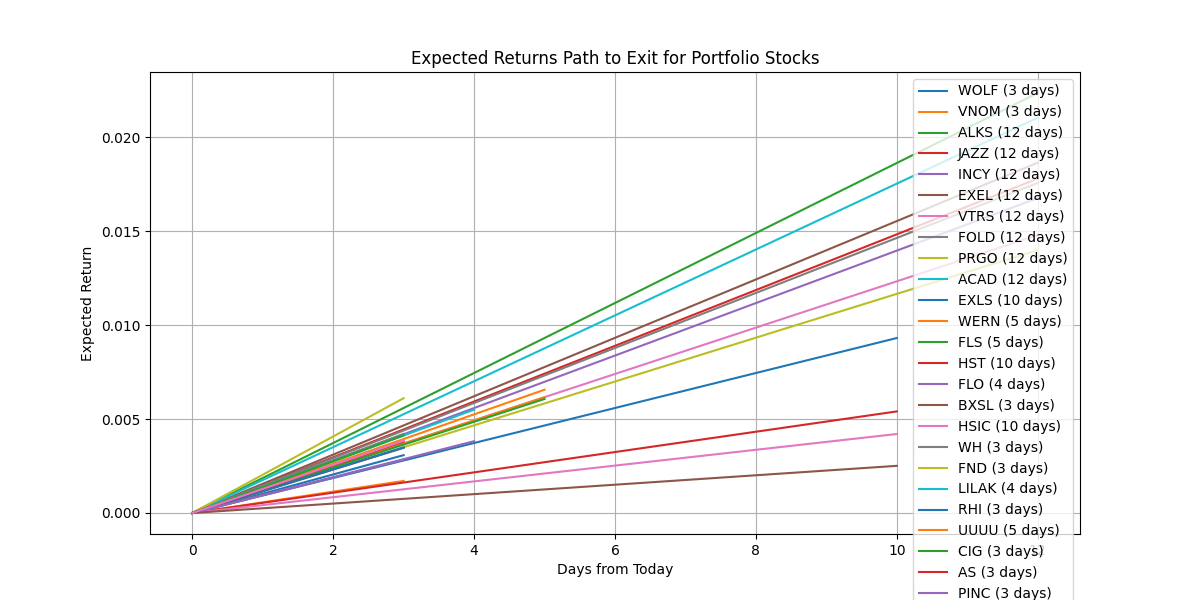 Expected Returns Path to Exit for Portfolio Stocks
0.020
0.015
0.010
0.005
0.000
Expected Return
0
2
4
6
8
10
Days from Today
WOLF (3 days)
VNOM (3 days)
ALKS (12 days)
JAZZ (12 days)
INCY (12 days)
EXEL (12 days)
VTRS (12 days)
FOLD (12 days)
PRGO (12 days)
ACAD (12 days)
EXLS (10 days)
WERN (5 days)
FLS (5 days)
HST (10 days)
FLO (4 days)
BXSL (3 days)
HSIC (10 days)
WH (3 days)
FND (3 days)
LILAK (4 days)
RHI (3 days)
UUUU (5 days)
CIG (3 days)
AS (3 days)
PINC (3 days)